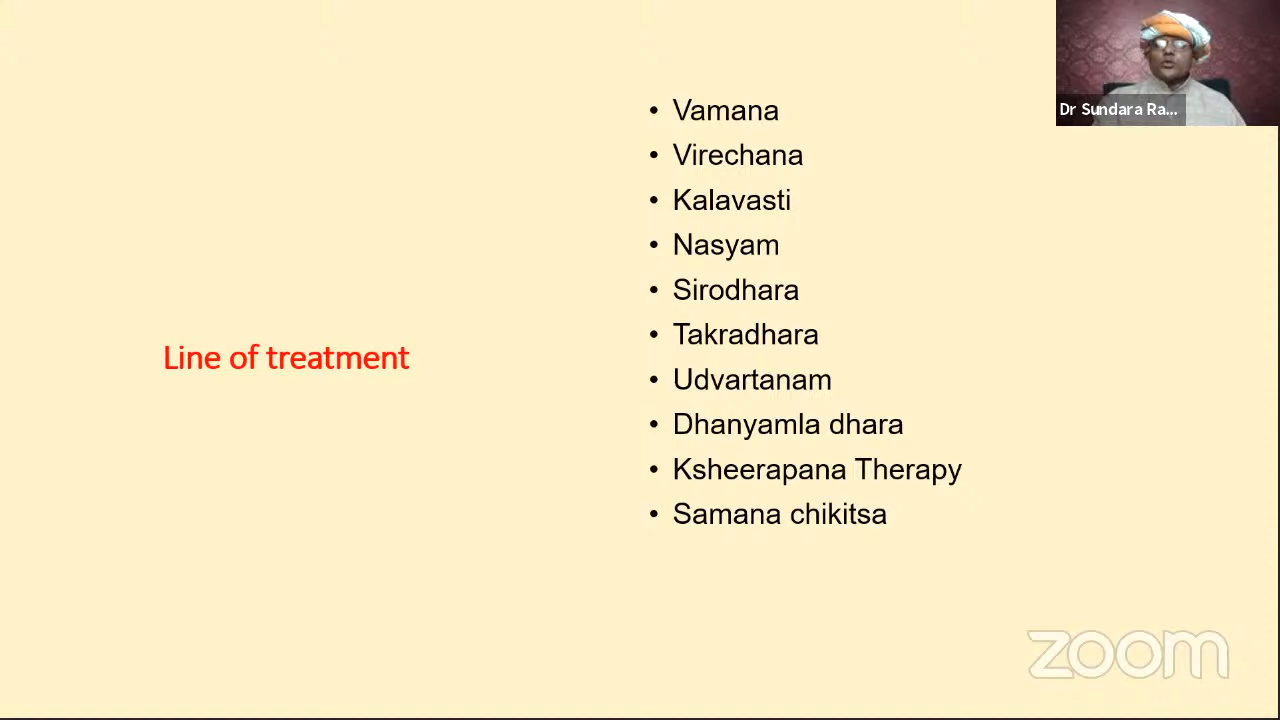 Dr Sundara Ra...
• Vamana
• Virechana
• Kalavasti
• Nasyam
• Sirodhara
• Takradhara
• Udvartanam
• Dhanyamla dhara
• Ksheerapana Therapy
• Samana chikitsa
Line of treatment
zoom